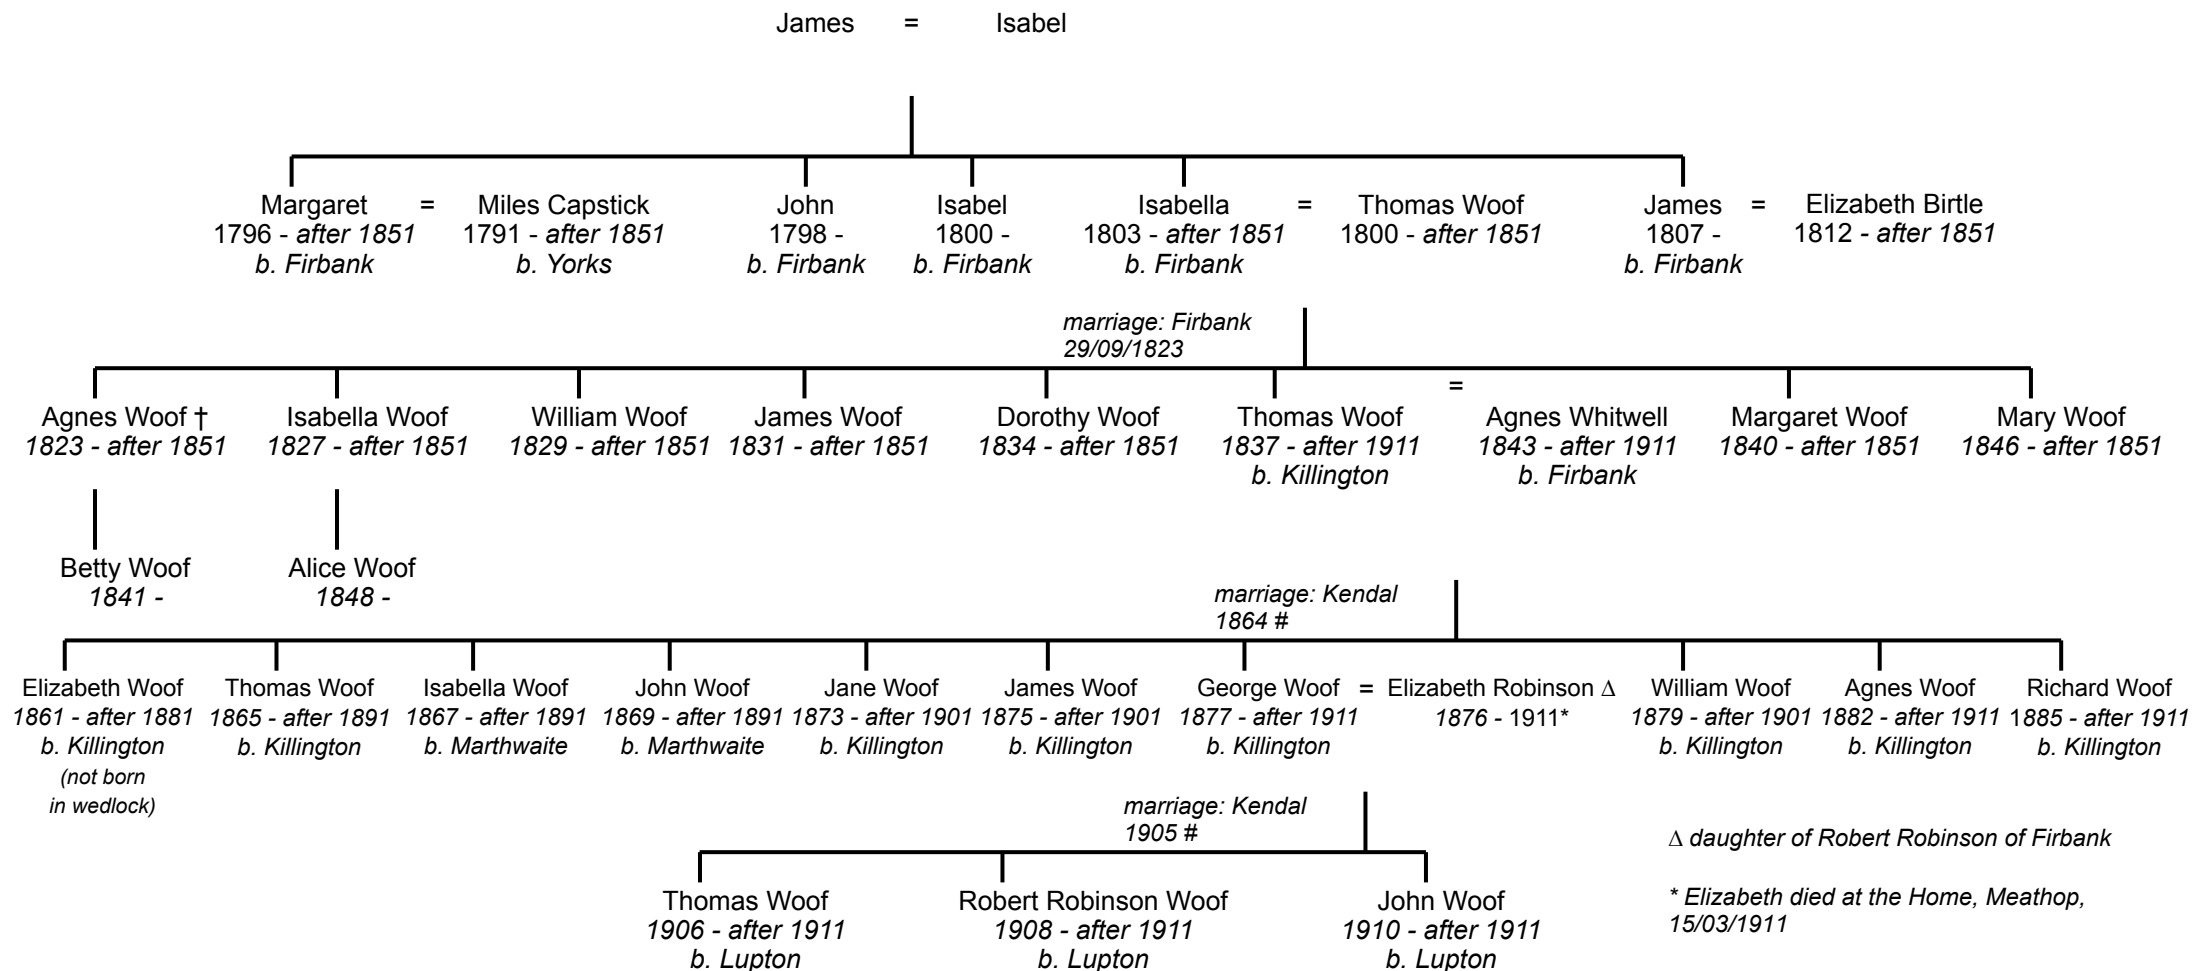 James = Isabel
Margaret = Miles Capstick John Isabel Isabella = Thomas Woof James = Elizabeth Birtle
1796 - after 1851 1791 - after 1851 1798 - 1800 - 1803 - after 1851 1800 - after 1851 1807 - 1812 - after 1851
b. Firbank b. Yorks b. Firbank b. Firbank b. Firbank b. Firbank
marriage: Firbank
29/09/1823
=
Agnes Woof † Isabella Woof William Woof James Woof Dorothy Woof Thomas Woof Agnes Whitwell Margaret Woof Mary Woof
1823 - after 1851 1827 - after 1851 1829 - after 1851 1831 - after 1851 1834 - after 1851 1837 - after 1911 1843 - after 1911 1840 - after 1851 1846 - after 1851
b. Killington b. Firbank
Betty Woof Alice Woof
1841 - 1848 -
marriage: Kendal
1864 #
Elizabeth Woof Thomas Woof Isabella Woof John Woof Jane Woof James Woof George Woof = Elizabeth Robinson Δ William Woof Agnes Woof Richard Woof
1861 - after 1881 1865 - after 1891 1867 - after 1891 1869 - after 1891 1873 - after 1901 1875 - after 1901 1877 - after 1911 1876 - 1911* 1879 - after 1901 1882 - after 1911 1885 - after 1911
b. Killington b. Killington b. Marthwaite b. Marthwaite b. Killington b. Killington b. Killington b. Killington b. Killington b. Killington
(not born
in wedlock)
marriage: Kendal
1905 #
Δ daughter of Robert Robinson of Firbank
Thomas Woof Robert Robinson Woof John Woof
1906 - after 1911 1908 - after 1911 1910 - after 1911
b. Lupton b. Lupton b. Lupton
* Elizabeth died at the Home, Meathop,
15/03/1911